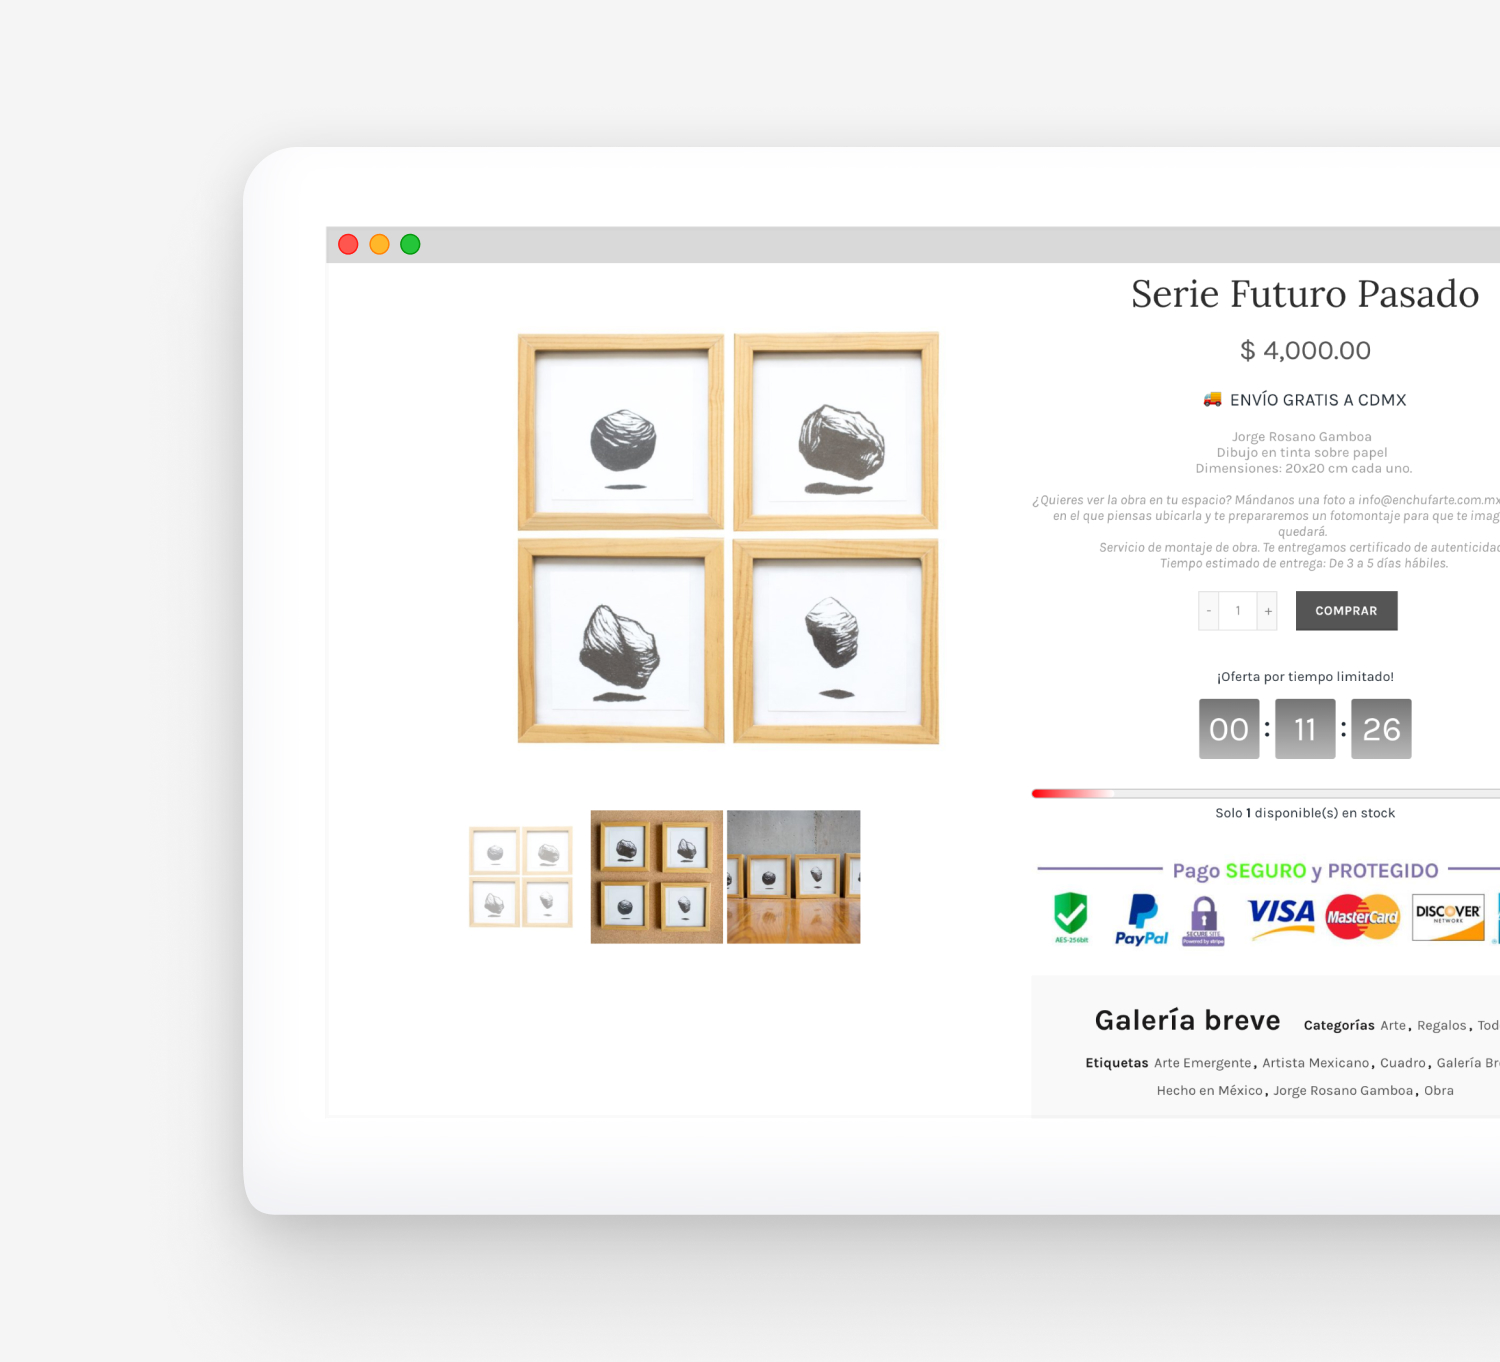 Serie Futuro Pasado
$ 4,000.00
🚚 ENVÍO GRATIS A CDMX
Jorge Rosano Gamboa
Dibujo en tinta sobre papel
Dimensiones: 20x20 cm cada uno.
¿Quieres ver la obra en tu espacio? Mándanos una foto a info@enchufarte.com.mx
en el que piensas ubicarla y te prepararemos un fotomontaje para que te imag
quedará.
Servicio de montaje de obra. Te entregamos certificado de autenticidad
Tiempo estimado de entrega: De 3 a 5 días hábiles.
- 1 + COMPRAR
¡Oferta por tiempo limitado!
00 : 11 : 26
Solo 1 disponible(s) en stock
Pago SEGURO y PROTEGIDO
AES-256bit PayPal SECURE SITE Powered by stripe VISA MasterCard DISCOVER NETWORK
Galería breve Categorías Arte, Regalos, Tod
Etiquetas Arte Emergente, Artista Mexicano, Cuadro, Galería Br
Hecho en México, Jorge Rosano Gamboa, Obra